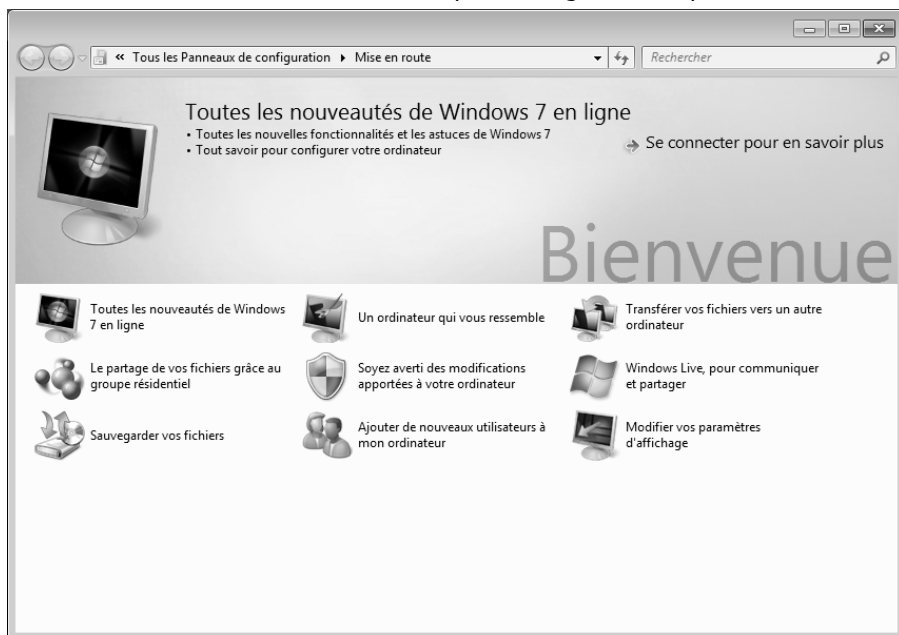 « Tous les Panneaux de configuration ▸ Mise en route
Rechercher
Toutes les nouveautés de Windows 7 en ligne
• Toutes les nouvelles fonctionnalités et les astuces de Windows 7
• Tout savoir pour configurer votre ordinateur
Se connecter pour en savoir plus
Bienvenue
Toutes les nouveautés de Windows
7 en ligne
Un ordinateur qui vous ressemble
Transférer vos fichiers vers un autre
ordinateur
Le partage de vos fichiers grâce au
groupe résidentiel
Soyez averti des modifications
apportées à votre ordinateur
Windows Live, pour communiquer
et partager
Sauvegarder vos fichiers
Ajouter de nouveaux utilisateurs à
mon ordinateur
Modifier vos paramètres
d'affichage